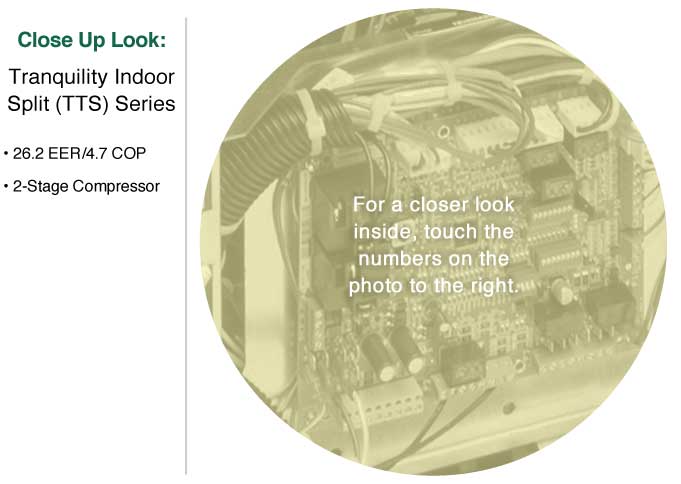 Close Up Look:
Tranquility Indoor
Split (TTS) Series
• 26.2 EER/4.7 COP
• 2-Stage Compressor
For a closer look
inside, touch the
numbers on the
photo to the right.